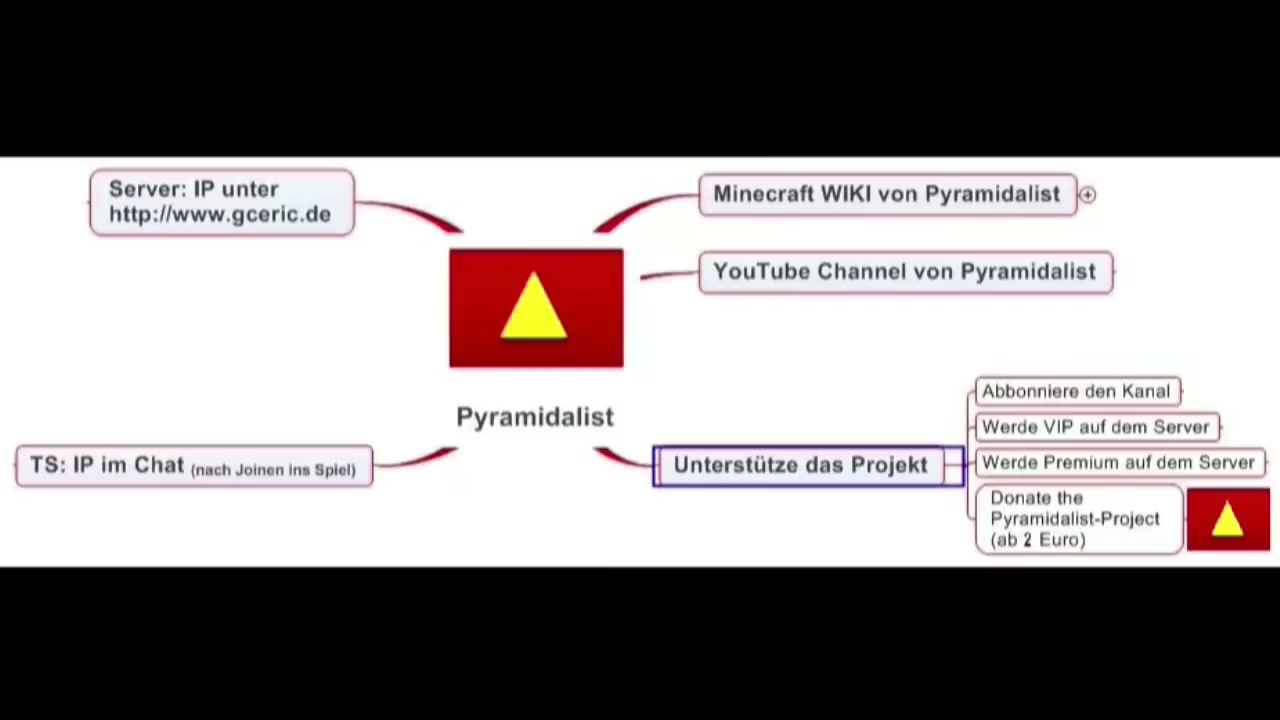 Server: IP unter
http://www.gceric.de
Minecraft WIKI von Pyramidalist
YouTube Channel von Pyramidalist
Pyramidalist
TS: IP im Chat (nach Joinen ins Spiel)
Unterstütze das Projekt
Abbonniere den Kanal
Werde VIP auf dem Server
Werde Premium auf dem Server
Donate the
Pyramidalist-Project
(ab 2 Euro)